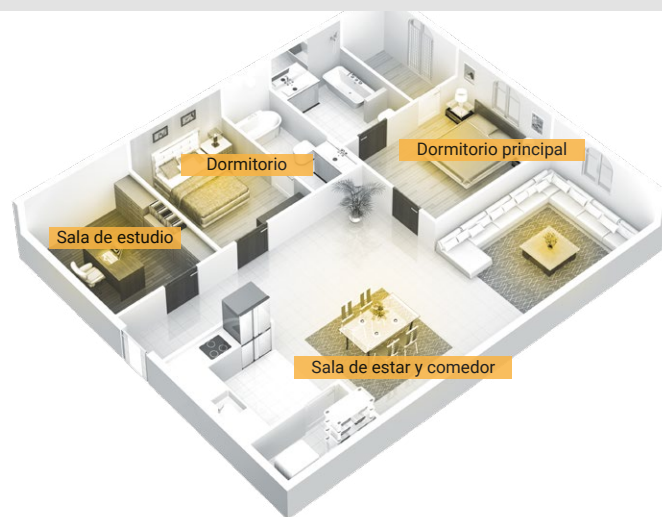 Dormitorio principal
Dormitorio
Sala de estudio
Sala de estar y comedor